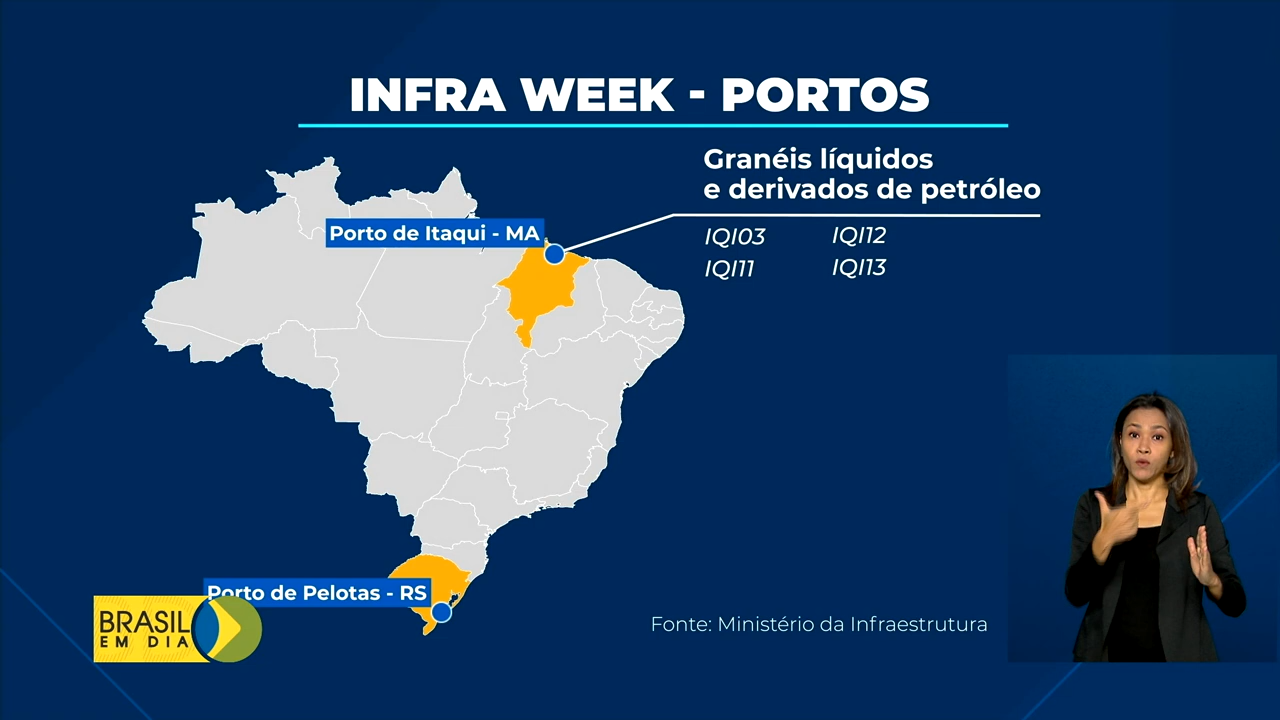 INFRA WEEK - PORTOS
Granéis líquidos
e derivados de petróleo
IQI03
IQI12
IQI11
IQI13
Porto de Itaqui - MA
Porto de Pelotas - RS
BRASIL
EM DIA
Fonte: Ministério da Infraestrutura